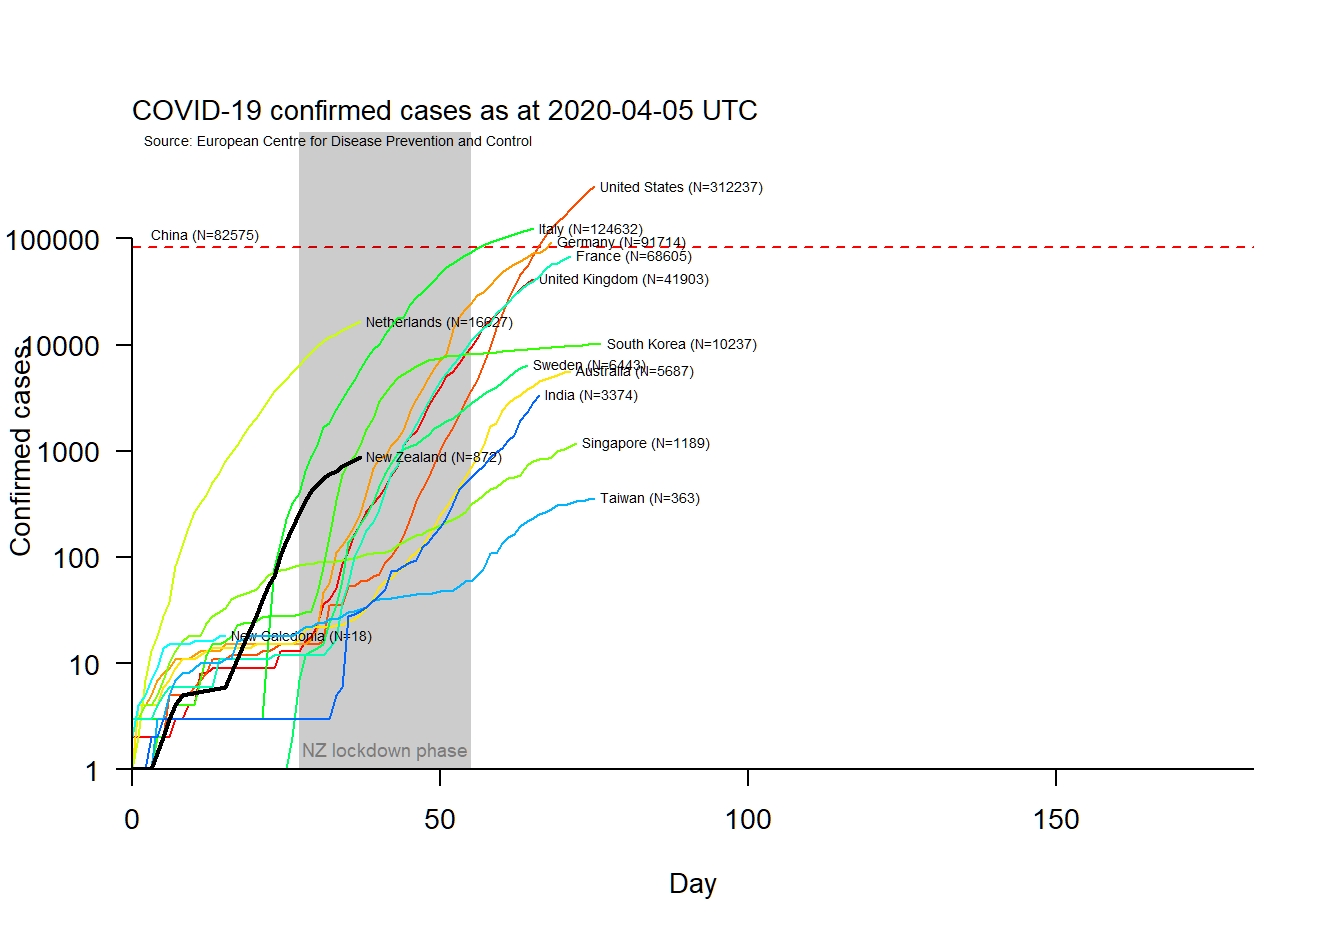 COVID-19 confirmed cases as at 2020-04-05 UTC
Source: European Centre for Disease Prevention and Control
United States (N=312237)
Italy (N=124632)
China (N=82575)
Germany (N=91714)
100000
France (N=68605)
United Kingdom (N=41903)
Netherlands (N=16627)
South Korea (N=10237)
10000
Sweden (N=6443)
Australia (N=5687)
India (N=3374)
Singapore (N=1189)
1000
New Zealand (N=872)
Confirmed cases
Taiwan (N=363)
100
New Caledonia (N=18)
10
NZ lockdown phase
1
0 50 100 150
Day